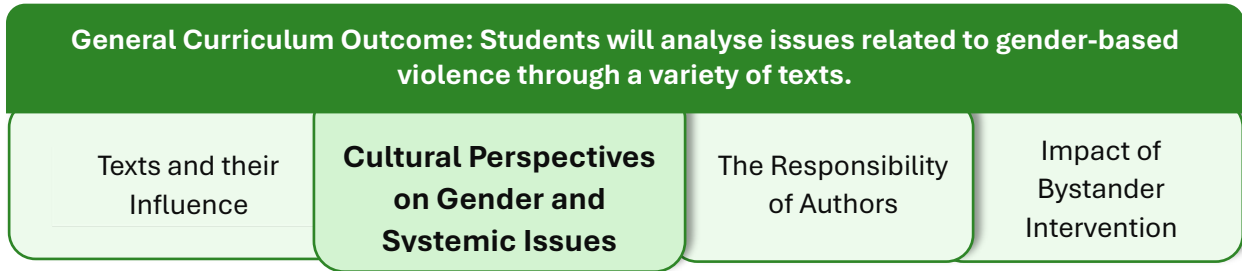 General Curriculum Outcome: Students will analyse issues related to gender-based
violence through a variety of texts.
Texts and their
Influence
Cultural Perspectives
on Gender and
Systemic Issues
The Responsibility
of Authors
Impact of
Bystander
Intervention